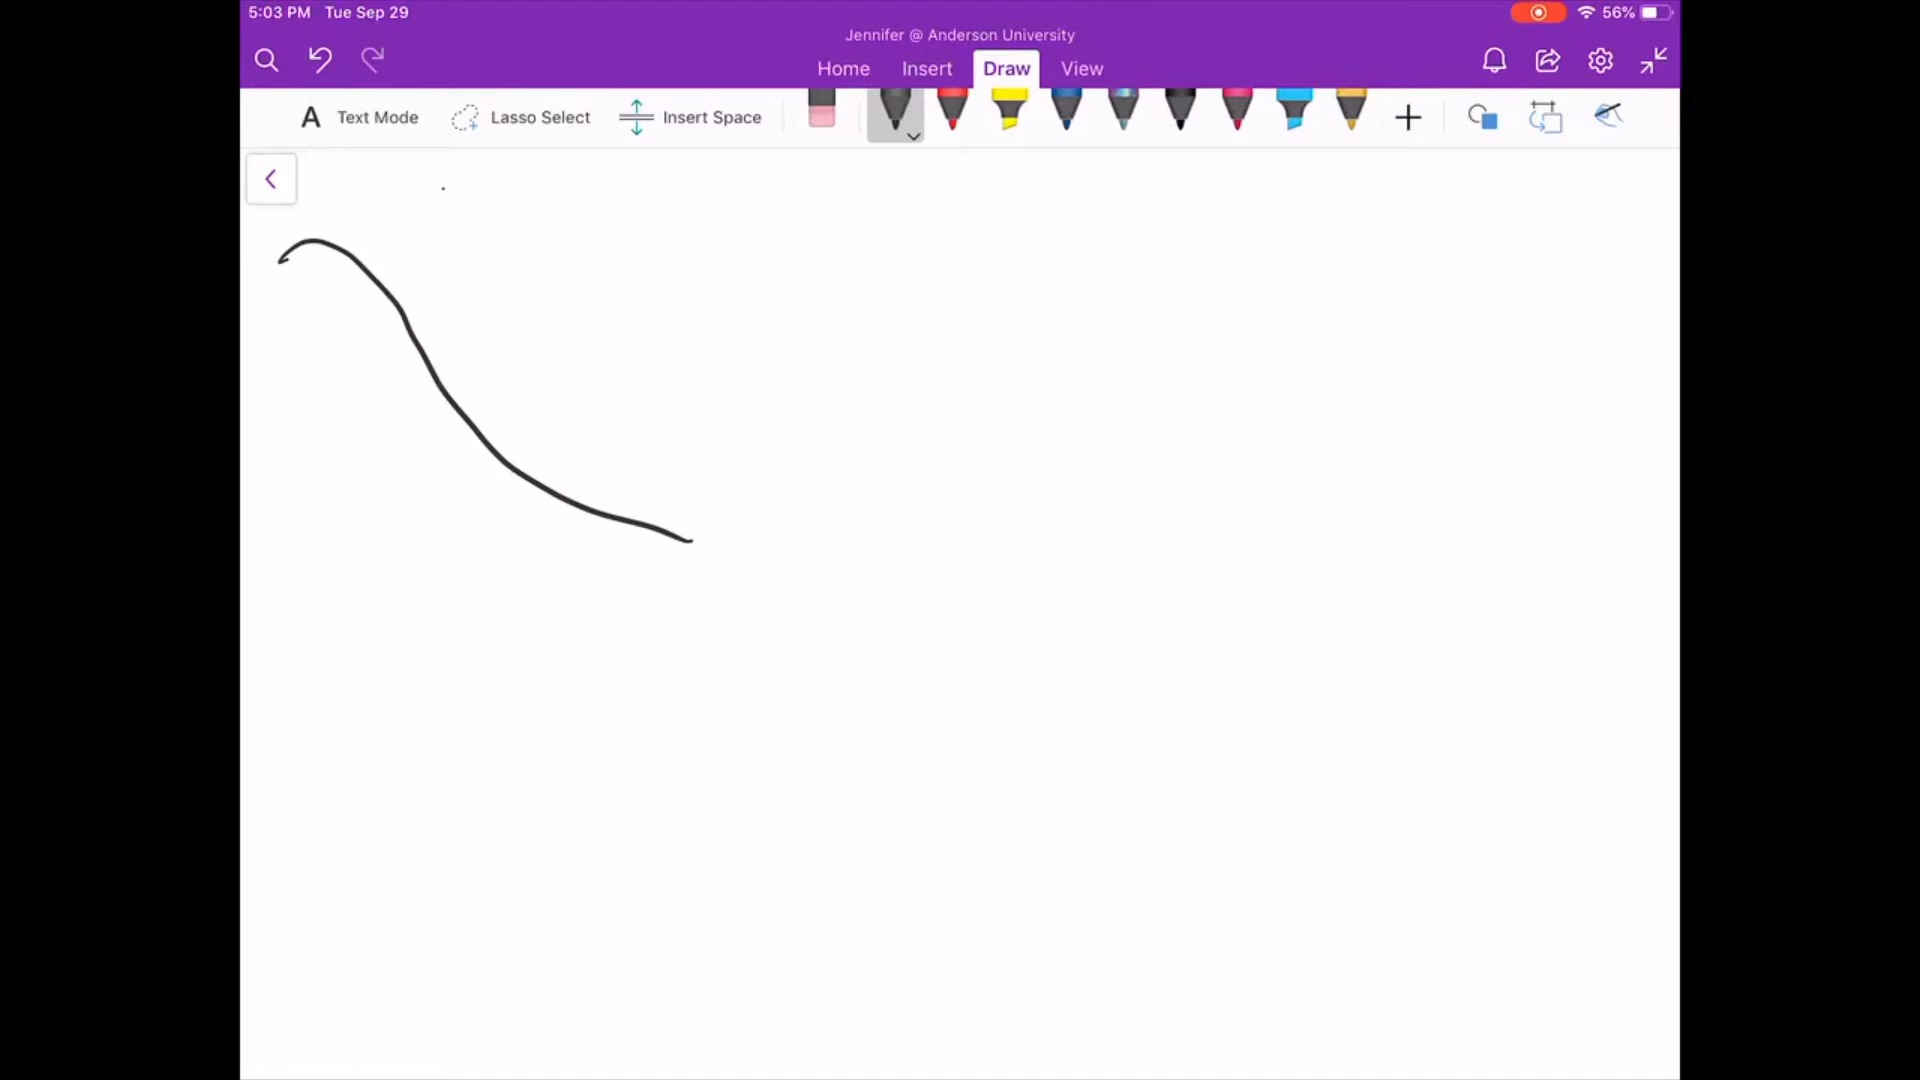 5:03 PM Tue Sep 29
56%
Jennifer @ Anderson University
Home Insert Draw View
A Text Mode Lasso Select Insert Space